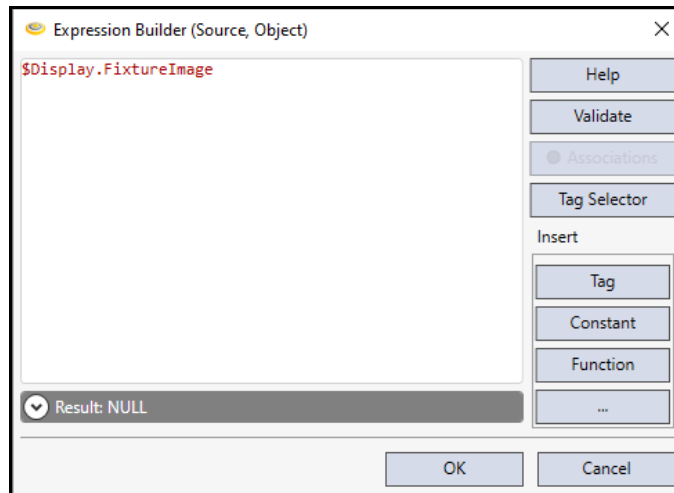 Expression Builder (Source, Object)
$Display.FixtureImage
Help
Validate
Associations
Tag Selector
Insert
Tag
Constant
Function
...
Result: NULL
OK
Cancel